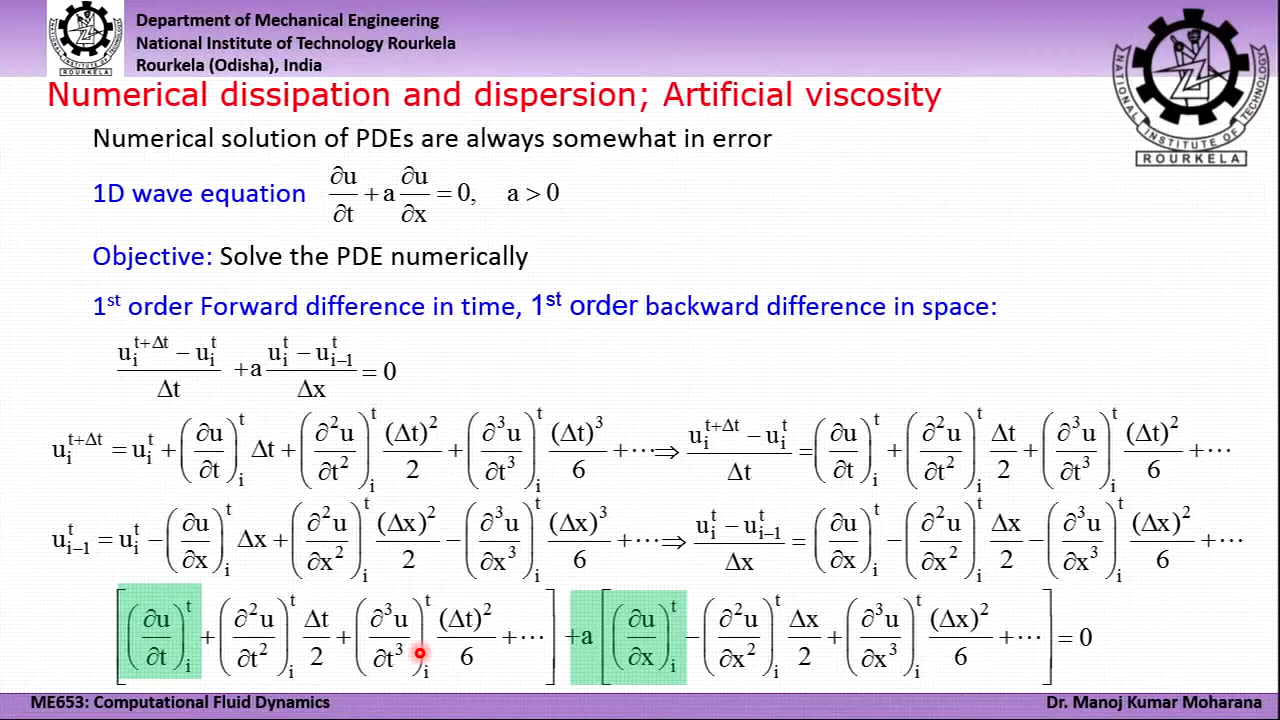 Department of Mechanical Engineering
National Institute of Technology Rourkela
Rourkela (Odisha), India
NATIONAL INSTITUTE OF TECHNOLOGY
ROURKELA
Numerical dissipation and dispersion; Artificial viscosity
Numerical solution of PDEs are always somewhat in error
1D wave equation ∂u/∂t + a ∂u/∂x = 0, a > 0
Objective: Solve the PDE numerically
1st order Forward difference in time, 1st order backward difference in space:
(u_i^{t+Δt} − u_i^t)/Δt + a (u_i^t − u_{i−1}^t)/Δx = 0
u_i^{t+Δt} = u_i^t + (∂u/∂t)_i^t Δt + (∂²u/∂t²)_i^t (Δt)²/2 + (∂³u/∂t³)_i^t (Δt)³/6 + ⋯ ⇒ (u_i^{t+Δt} − u_i^t)/Δt = (∂u/∂t)_i^t + (∂²u/∂t²)_i^t Δt/2 + (∂³u/∂t³)_i^t (Δt)²/6 + ⋯
u_{i−1}^t = u_i^t − (∂u/∂x)_i^t Δx + (∂²u/∂x²)_i^t (Δx)²/2 − (∂³u/∂x³)_i^t (Δx)³/6 + ⋯ ⇒ (u_i^t − u_{i−1}^t)/Δx = (∂u/∂x)_i^t − (∂²u/∂x²)_i^t Δx/2 − (∂³u/∂x³)_i^t (Δx)²/6 + ⋯
[(∂u/∂t)_i^t + (∂²u/∂t²)_i^t Δt/2 + (∂³u/∂t³)_i^t (Δt)²/6 + ⋯] + a [(∂u/∂x)_i^t − (∂²u/∂x²)_i^t Δx/2 + (∂³u/∂x³)_i^t (Δx)²/6 + ⋯] = 0
ME653: Computational Fluid Dynamics
Dr. Manoj Kumar Moharana